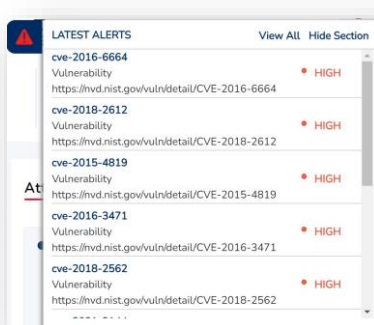 LATEST ALERTS View All Hide Section
cve-2016-6664
Vulnerability HIGH
https://nvd.nist.gov/vuln/detail/CVE-2016-6664
cve-2018-2612
Vulnerability HIGH
https://nvd.nist.gov/vuln/detail/CVE-2018-2612
cve-2015-4819
Vulnerability HIGH
https://nvd.nist.gov/vuln/detail/CVE-2015-4819
Att
cve-2016-3471
Vulnerability HIGH
https://nvd.nist.gov/vuln/detail/CVE-2016-3471
cve-2018-2562
Vulnerability HIGH
https://nvd.nist.gov/vuln/detail/CVE-2018-2562